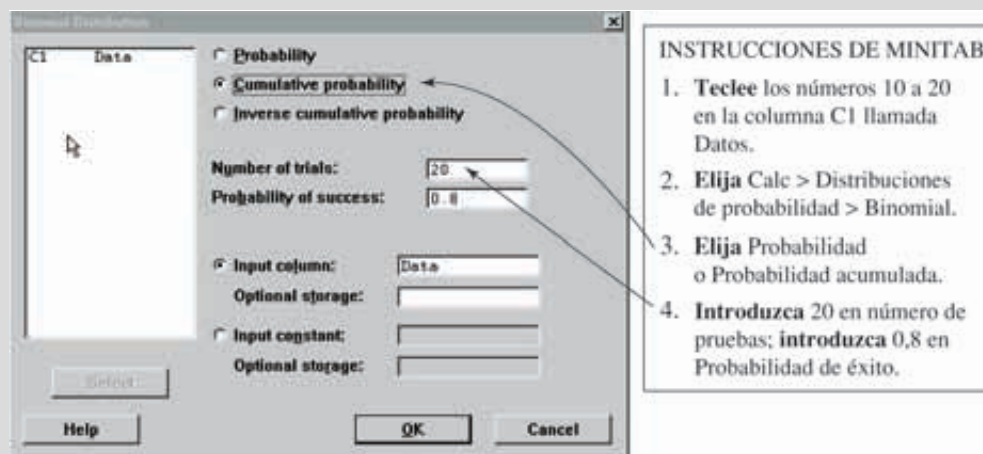 Binomial Distribution
C1 Data
Probability
Cumulative probability
Inverse cumulative probability
Number of trials: 20
Probability of success: 0.8
Input column: Data
Optional storage:
Input constant:
Optional storage:
Select
Help
OK
Cancel
INSTRUCCIONES DE MINITAB
1. Teclee los números 10 a 20
en la columna C1 llamada
Datos.
2. Elija Calc > Distribuciones
de probabilidad > Binomial.
3. Elija Probabilidad
o Probabilidad acumulada.
4. Introduzca 20 en número de
pruebas; introduzca 0,8 en
Probabilidad de éxito.